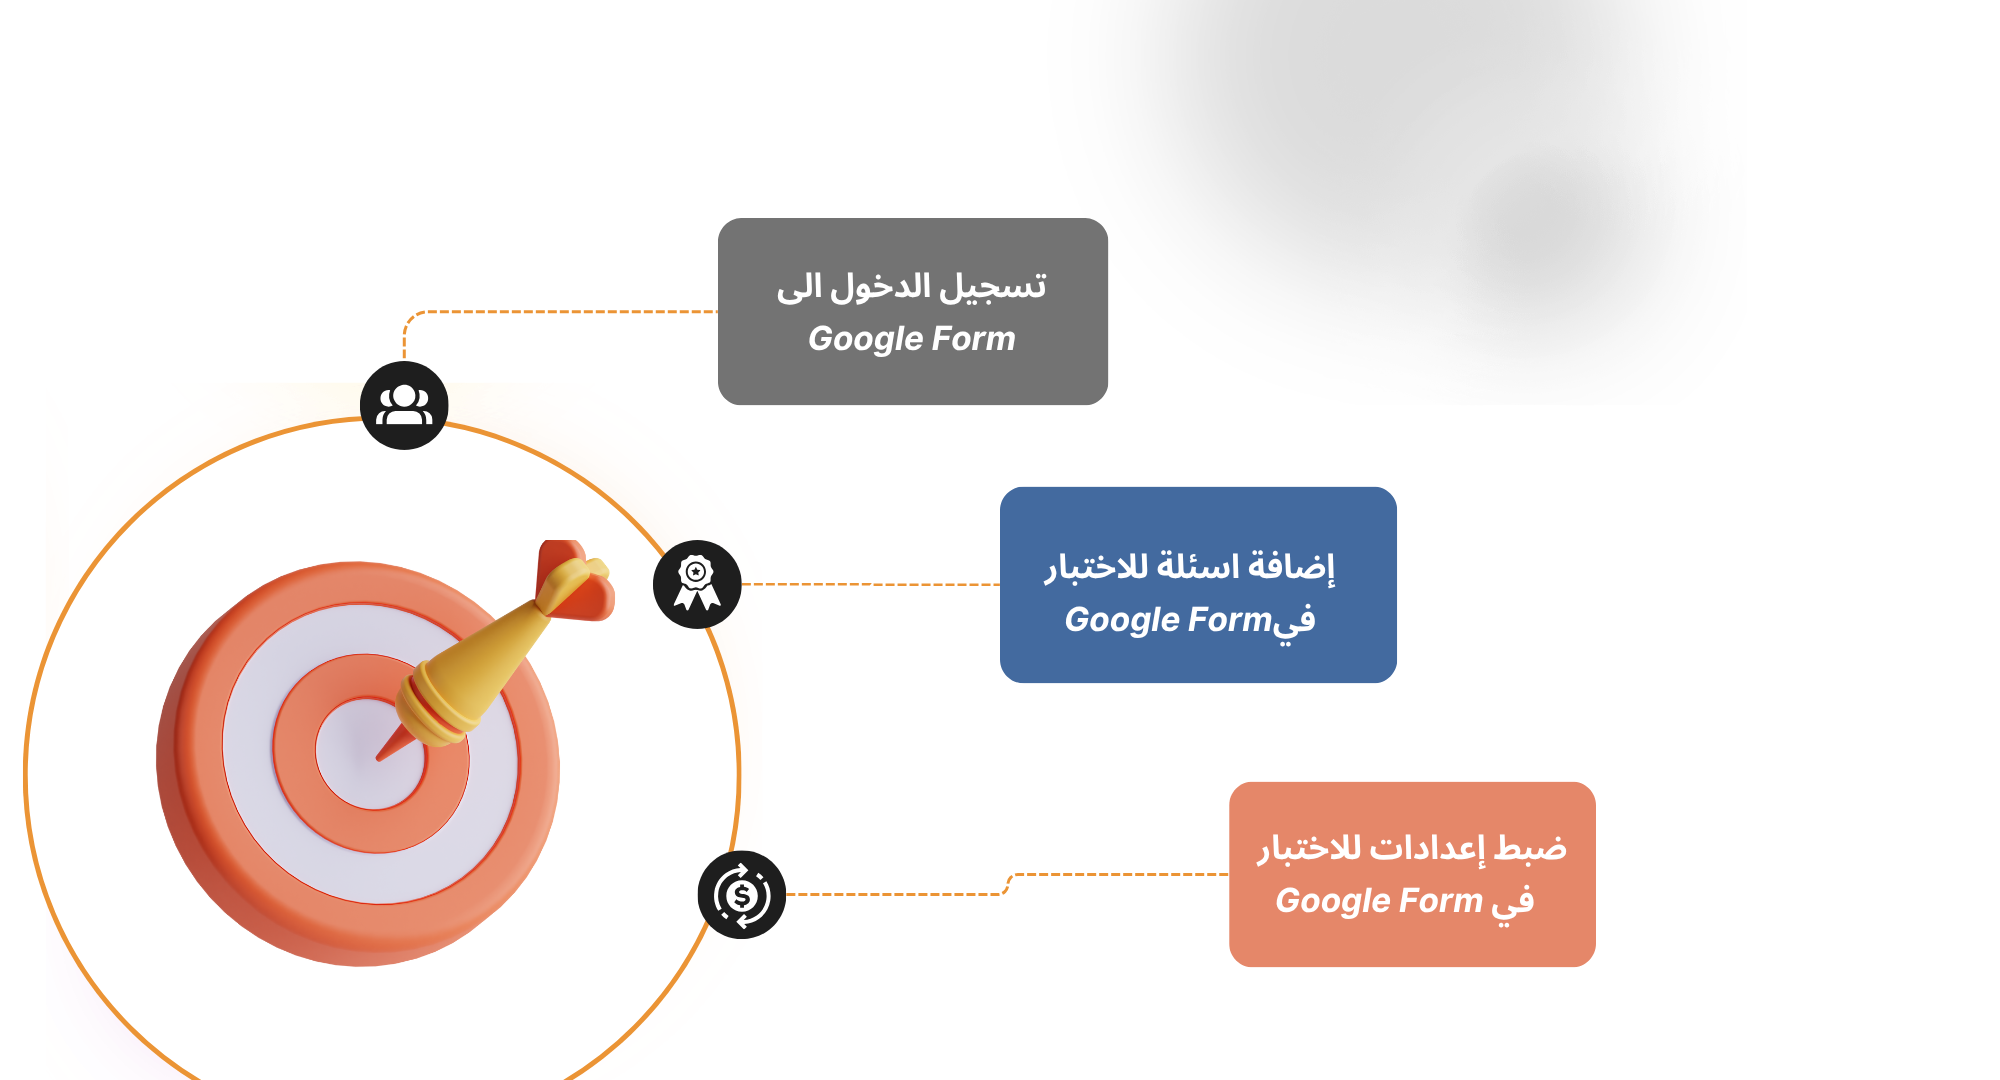 تسجيل الدخول الى
Google Form
إضافة اسئلة للاختبار
فيGoogle Form
ضبط إعدادات للاختبار
في Google Form